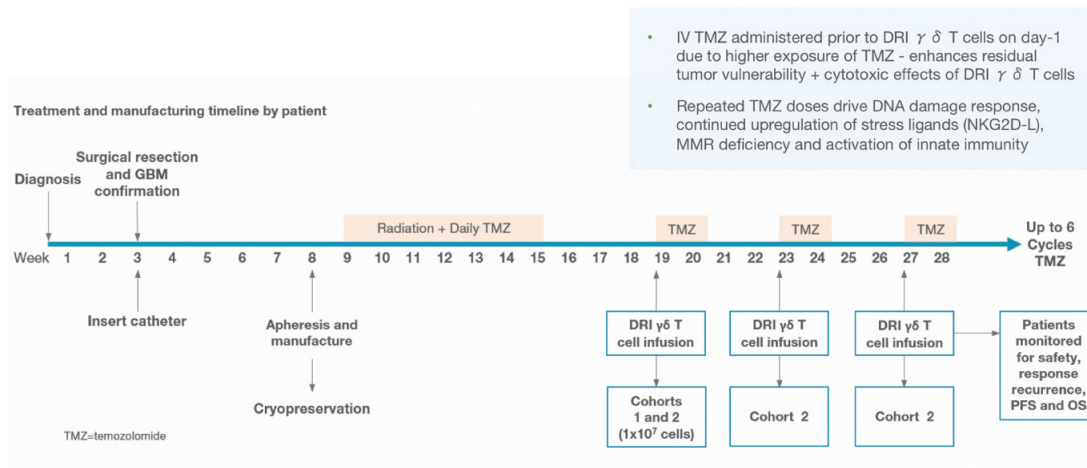 • IV TMZ administered prior to DRI γ δ T cells on day-1
due to higher exposure of TMZ - enhances residual
tumor vulnerability + cytotoxic effects of DRI γ δ T cells
• Repeated TMZ doses drive DNA damage response,
continued upregulation of stress ligands (NKG2D-L),
MMR deficiency and activation of innate immunity
Treatment and manufacturing timeline by patient
Diagnosis
Surgical resection
and GBM
confirmation
Radiation + Daily TMZ
TMZ
TMZ
TMZ
Up to 6
Cycles
TMZ
Week 1 2 3 4 5 6 7 8 9 10 11 12 13 14 15 16 17 18 19 20 21 22 23 24 25 26 27 28
Insert catheter
Apheresis and
manufacture
Cryopreservation
DRI γδ T
cell infusion
DRI γδ T
cell infusion
DRI γδ T
cell infusion
Patients
monitored
for safety,
response
recurrence,
PFS and OS
Cohorts
1 and 2
(1x10⁷ cells)
Cohort 2
Cohort 2
TMZ=temozolomide